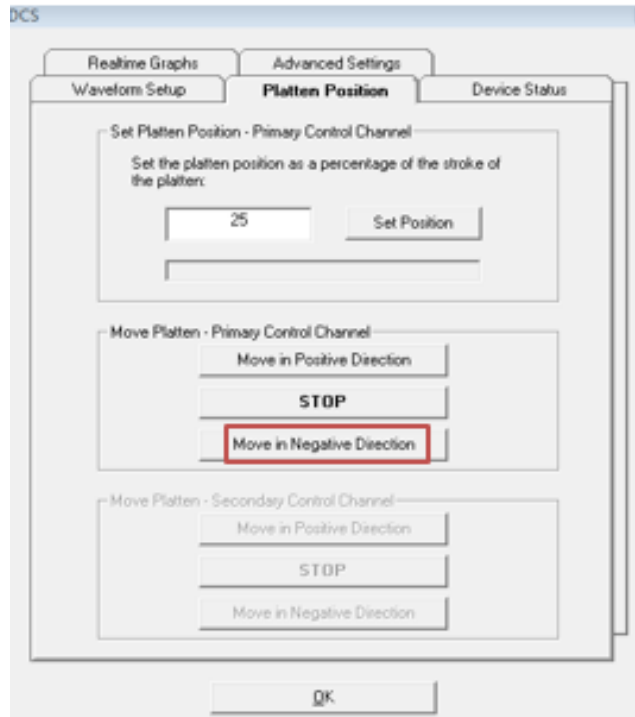 DCS
Realtime Graphs Advanced Settings
Waveform Setup Platten Position Device Status
Set Platten Position - Primary Control Channel
Set the platten position as a percentage of the stroke of
the platten:
25 Set Position
Move Platten - Primary Control Channel
Move in Positive Direction
STOP
Move in Negative Direction
Move Platten - Secondary Control Channel
Move in Positive Direction
STOP
Move in Negative Direction
OK